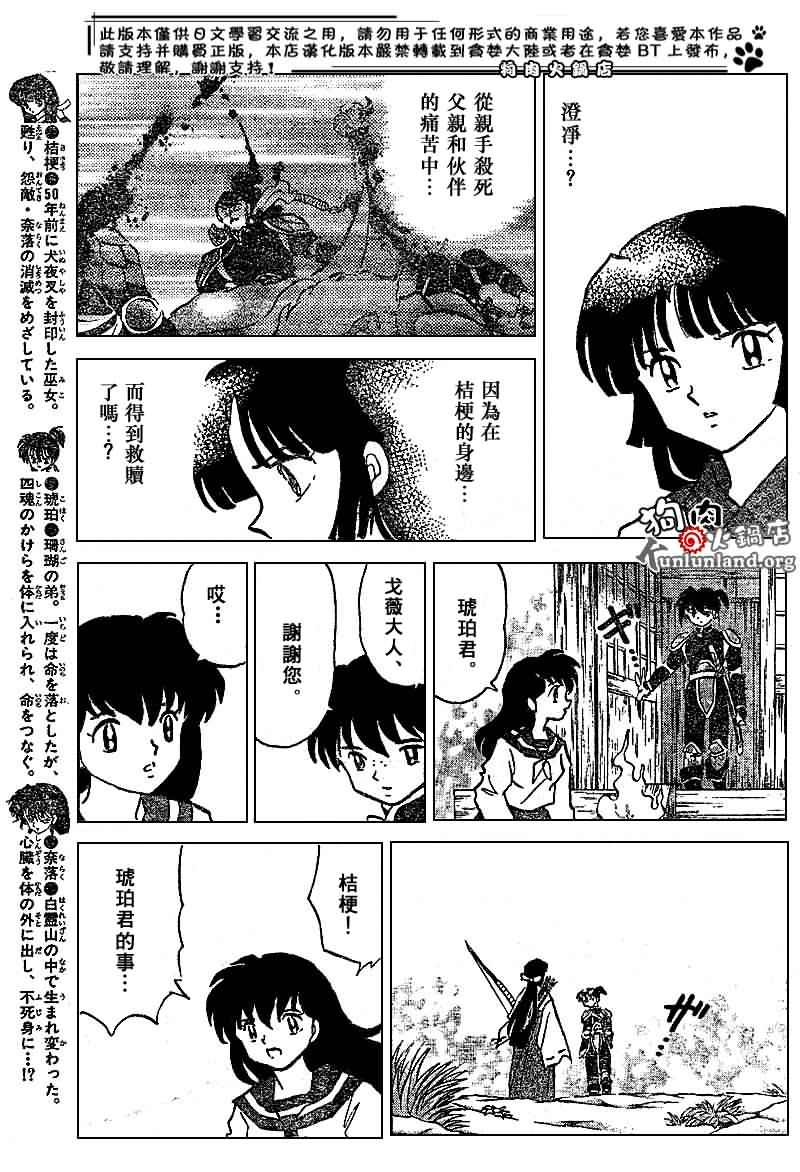 此版本僅供日文學習交流之用，請勿用于任何形式的商業用途，若您喜愛本作品
請支持并購買正版，本店漢化版本嚴禁轉載到貪婪大陸或者在貪婪BT上發布，
敬請理解，謝謝支持！
狗肉火鍋店
澄淨…？
從親手殺死
父親和伙伴
的痛苦中…
因為在
桔梗的身邊…
而得到救贖
了嗎…？
狗肉火鍋店
Kunlunland.org
琥珀君。
ギ…
戈薇大人、
謝謝您。
哎…
桔梗！
琥珀君的事…
桔梗
50年前に犬夜叉を封印した巫女。
甦り、怨敵・奈落の消滅をめざしている。
琥珀
珊瑚の弟。一度は命を落としたが、
四魂のかけらを体に入れられ、命をつなぐ。
奈落
白霊山の中で生まれ変わった。
心臓を体の外に出し、不死身に…!?